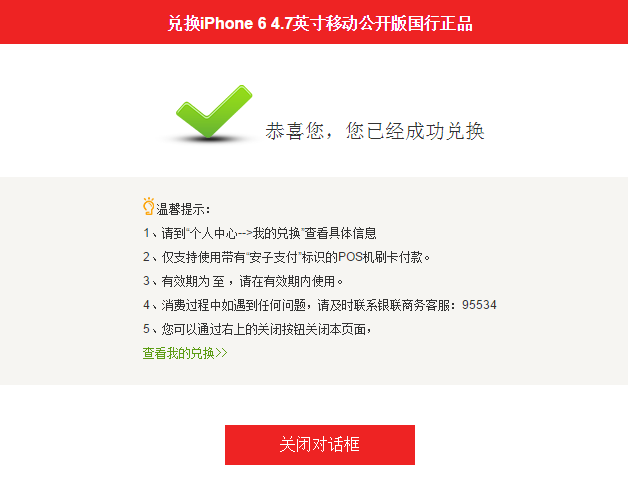 兑换iPhone 6 4.7英寸移动公开版国行正品
恭喜您，您已经成功兑换
温馨提示：
1、请到“个人中心-->我的兑换”查看具体信息
2、仅支持使用带有“安子支付”标识的POS机刷卡付款。
3、有效期为 至 ，请在有效期内使用。
4、消费过程中如遇到任何问题，请及时联系银联商务客服：95534
5、您可以通过右上的关闭按钮关闭本页面，
查看我的兑换>>
关闭对话框